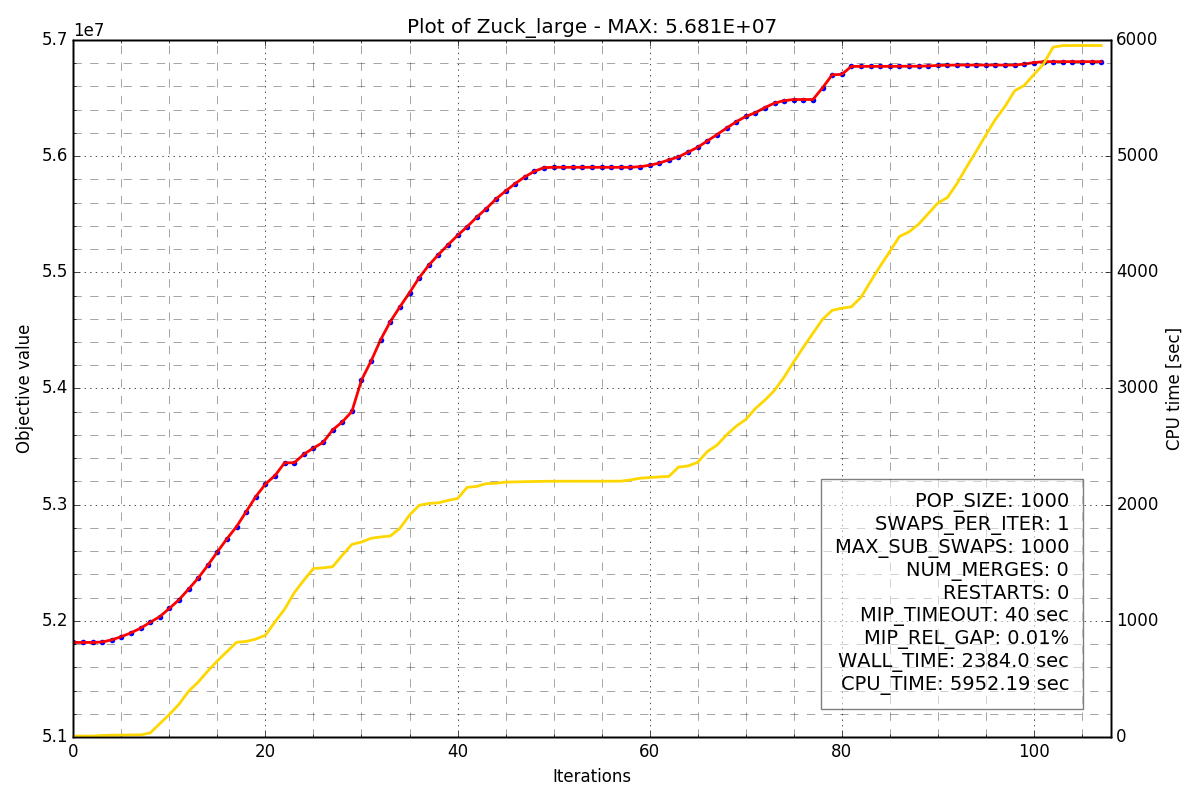 Plot of Zuck_large - MAX: 5.681E+07
1e7
5.7
5.6
5.5
5.4
5.3
5.2
5.1
Objective value
6000
5000
4000
3000
2000
1000
0
CPU time [sec]
POP_SIZE: 1000
SWAPS_PER_ITER: 1
MAX_SUB_SWAPS: 1000
NUM_MERGES: 0
RESTARTS: 0
MIP_TIMEOUT: 40 sec
MIP_REL_GAP: 0.01%
WALL_TIME: 2384.0 sec
CPU_TIME: 5952.19 sec
0 20 40 60 80 100
Iterations